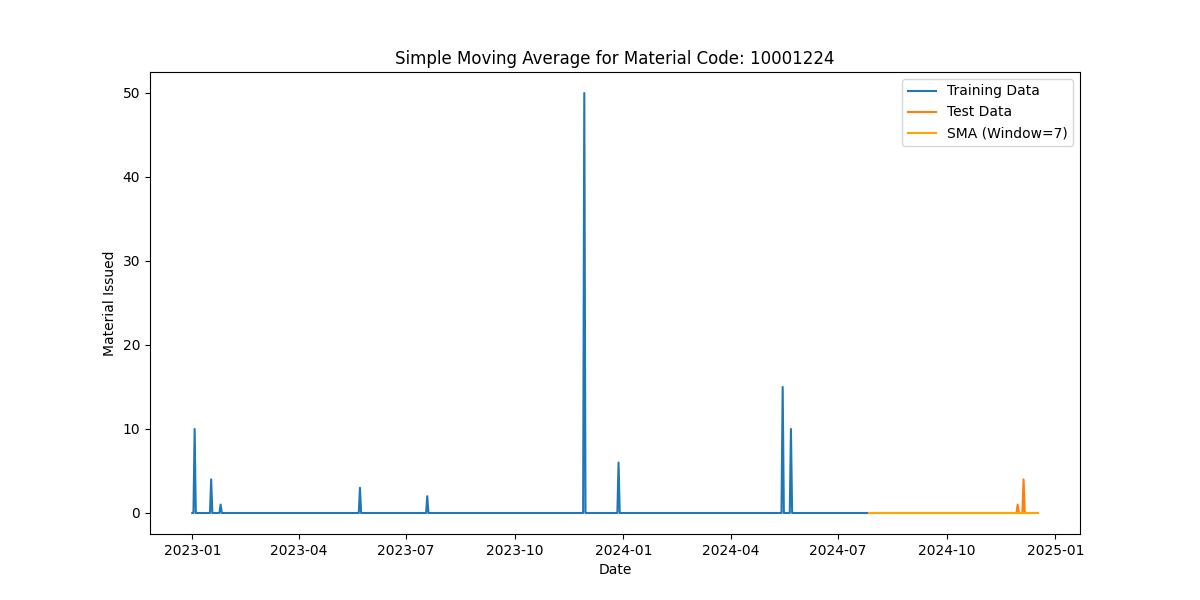 Simple Moving Average for Material Code: 10001224
Training Data
Test Data
SMA (Window=7)
Material Issued
50
40
30
20
10
0
2023-01 2023-04 2023-07 2023-10 2024-01 2024-04 2024-07 2024-10 2025-01
Date